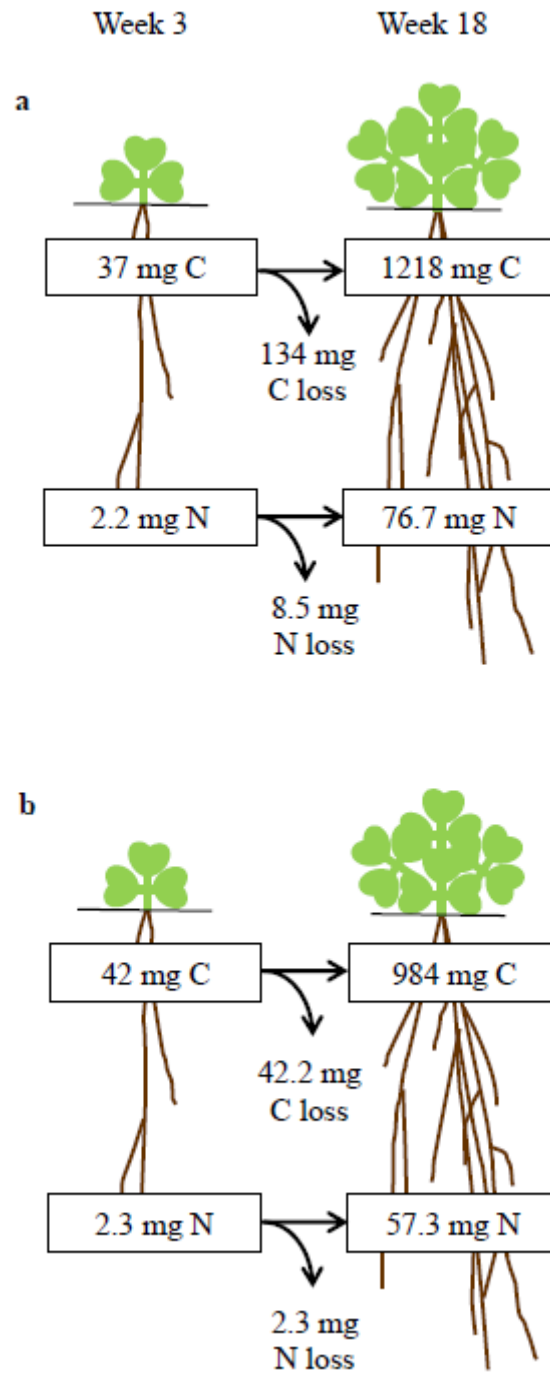 Week 3 Week 18
a
37 mg C 1218 mg C
134 mg
C loss
2.2 mg N 76.7 mg N
8.5 mg
N loss
b
42 mg C 984 mg C
42.2 mg
C loss
2.3 mg N 57.3 mg N
2.3 mg
N loss